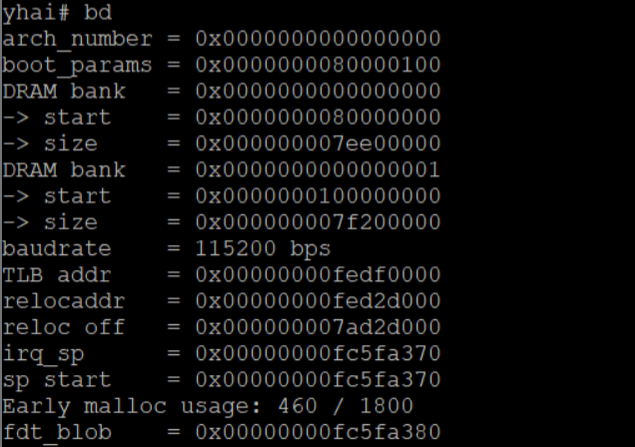 yhai# bd
arch_number = 0x0000000000000000
boot_params = 0x0000000080000100
DRAM bank   = 0x0000000000000000
-> start    = 0x0000000080000000
-> size     = 0x000000007ee00000
DRAM bank   = 0x0000000000000001
-> start    = 0x0000000100000000
-> size     = 0x000000007f200000
baudrate    = 115200 bps
TLB addr    = 0x00000000fedf0000
relocaddr   = 0x00000000fed2d000
reloc off   = 0x000000007ad2d000
irq_sp      = 0x00000000fc5fa370
sp start    = 0x00000000fc5fa370
Early malloc usage: 460 / 1800
fdt_blob    = 0x00000000fc5fa380